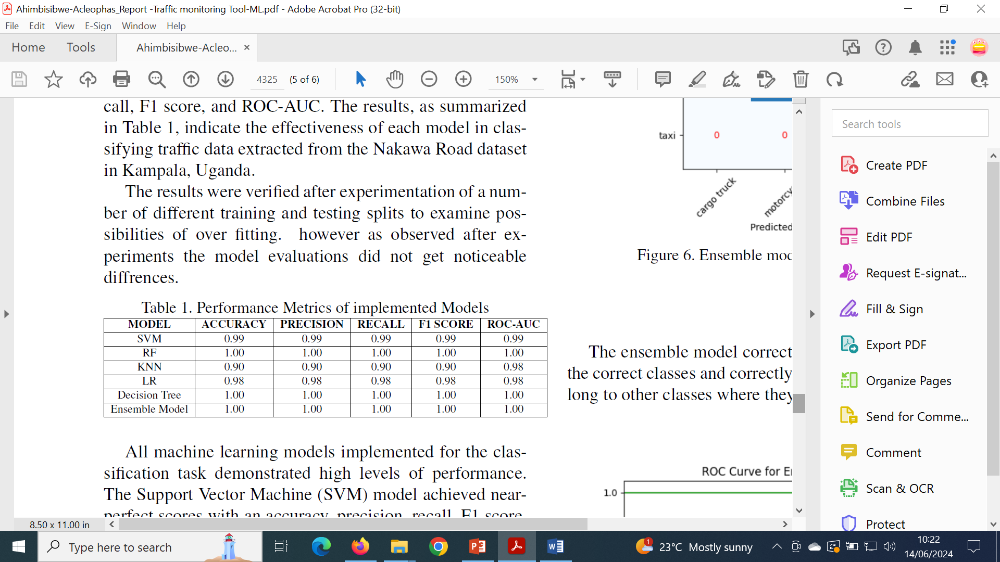 Ahimbisibwe-Acleophas_Report -Traffic monitoring Tool-ML.pdf - Adobe Acrobat Pro (32-bit)
File Edit View E-Sign Window Help
Home Tools Ahimbisibwe-Acleo... ×
4325 (5 of 6) 150%
call, F1 score, and ROC-AUC. The results, as summarized
in Table 1, indicate the effectiveness of each model in clas-
sifying traffic data extracted from the Nakawa Road dataset
in Kampala, Uganda.
The results were verified after experimentation of a num-
ber of different training and testing splits to examine pos-
sibilities of over fitting. however as observed after ex-
periments the model evaluations did not get noticeable
diffrences.
Table 1. Performance Metrics of implemented Models
MODEL ACCURACY PRECISION RECALL F1 SCORE ROC-AUC
SVM 0.99 0.99 0.99 0.99 0.99
RF 1.00 1.00 1.00 1.00 1.00
KNN 0.90 0.90 0.90 0.90 0.98
LR 0.98 0.98 0.98 0.98 0.98
Decision Tree 1.00 1.00 1.00 1.00 1.00
Ensemble Model 1.00 1.00 1.00 1.00 1.00
All machine learning models implemented for the clas-
sification task demonstrated high levels of performance.
The Support Vector Machine (SVM) model achieved near-
perfect scores with an accuracy, precision, recall, F1 score
taxi 0 0
cargo truck
motorcy
Predicted
Figure 6. Ensemble mod
The ensemble model correct
the correct classes and correctly
long to other classes where they
ROC Curve for En
1.0
Search tools
Create PDF
Combine Files
Edit PDF
Request E-signat...
Fill & Sign
Export PDF
Organize Pages
Send for Comme...
Comment
Scan & OCR
Protect
8.50 x 11.00 in
Type here to search
1 23°C Mostly sunny
10:22
14/06/2024